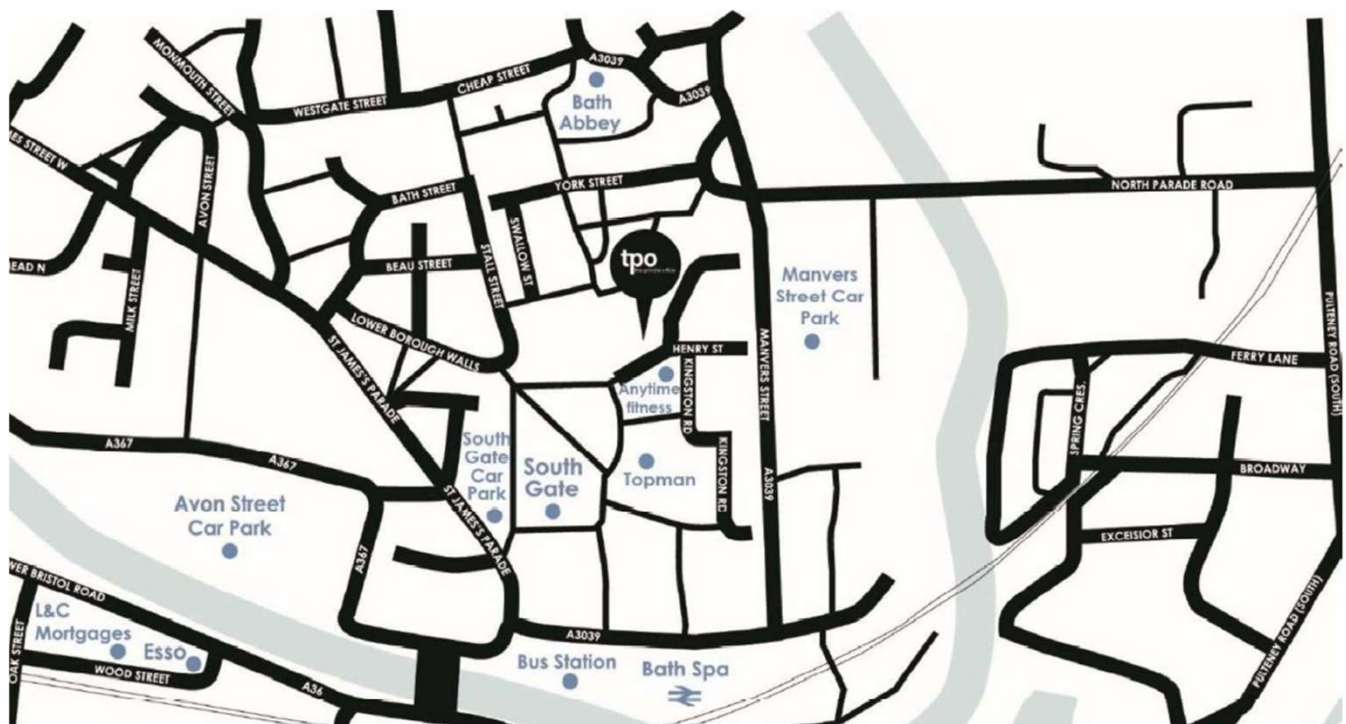 MONMOUTH STREET
WESTGATE STREET
CHEAP STREET
A3039
Bath
Abbey
A3039
ES STREET W
AVON STREET
BATH STREET
YORK STREET
NORTH PARADE ROAD
SWALLOW ST
STALL STREET
BEAU STREET
EAD N
MILK STREET
tpo
Manvers
Street Car
Park
LOWER BOROUGH WALLS
ST JAMES'S PARADE
HENRY ST
KINGSTON RD
MANVERS STREET
PULTENEY ROAD (SOUTH)
FERRY LANE
SPRING CRES.
Anytime
fitness
A367
A367
South
Gate
Car
Park
South
Gate
Topman
KINGSTON RD
A3039
BROADWAY
Avon Street
Car Park
ST JAMES'S PARADE
A367
EXCELSIOR ST
WER BRISTOL ROAD
L&C
Mortgages
Esso
OAK STREET
WOOD STREET
A36
A3039
Bus Station
Bath Spa
PULTENEY ROAD (SOUTH)